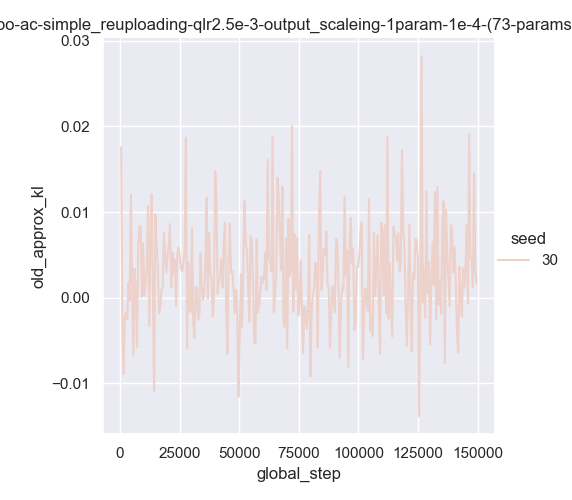 oo-ac-simple_reuploading-qlr2.5e-3-output_scaleing-1param-1e-4-(73-params
0.03
0.02
0.01
0.00
−0.01
old_approx_kl
0 25000 50000 75000 100000 125000 150000
global_step
seed
30